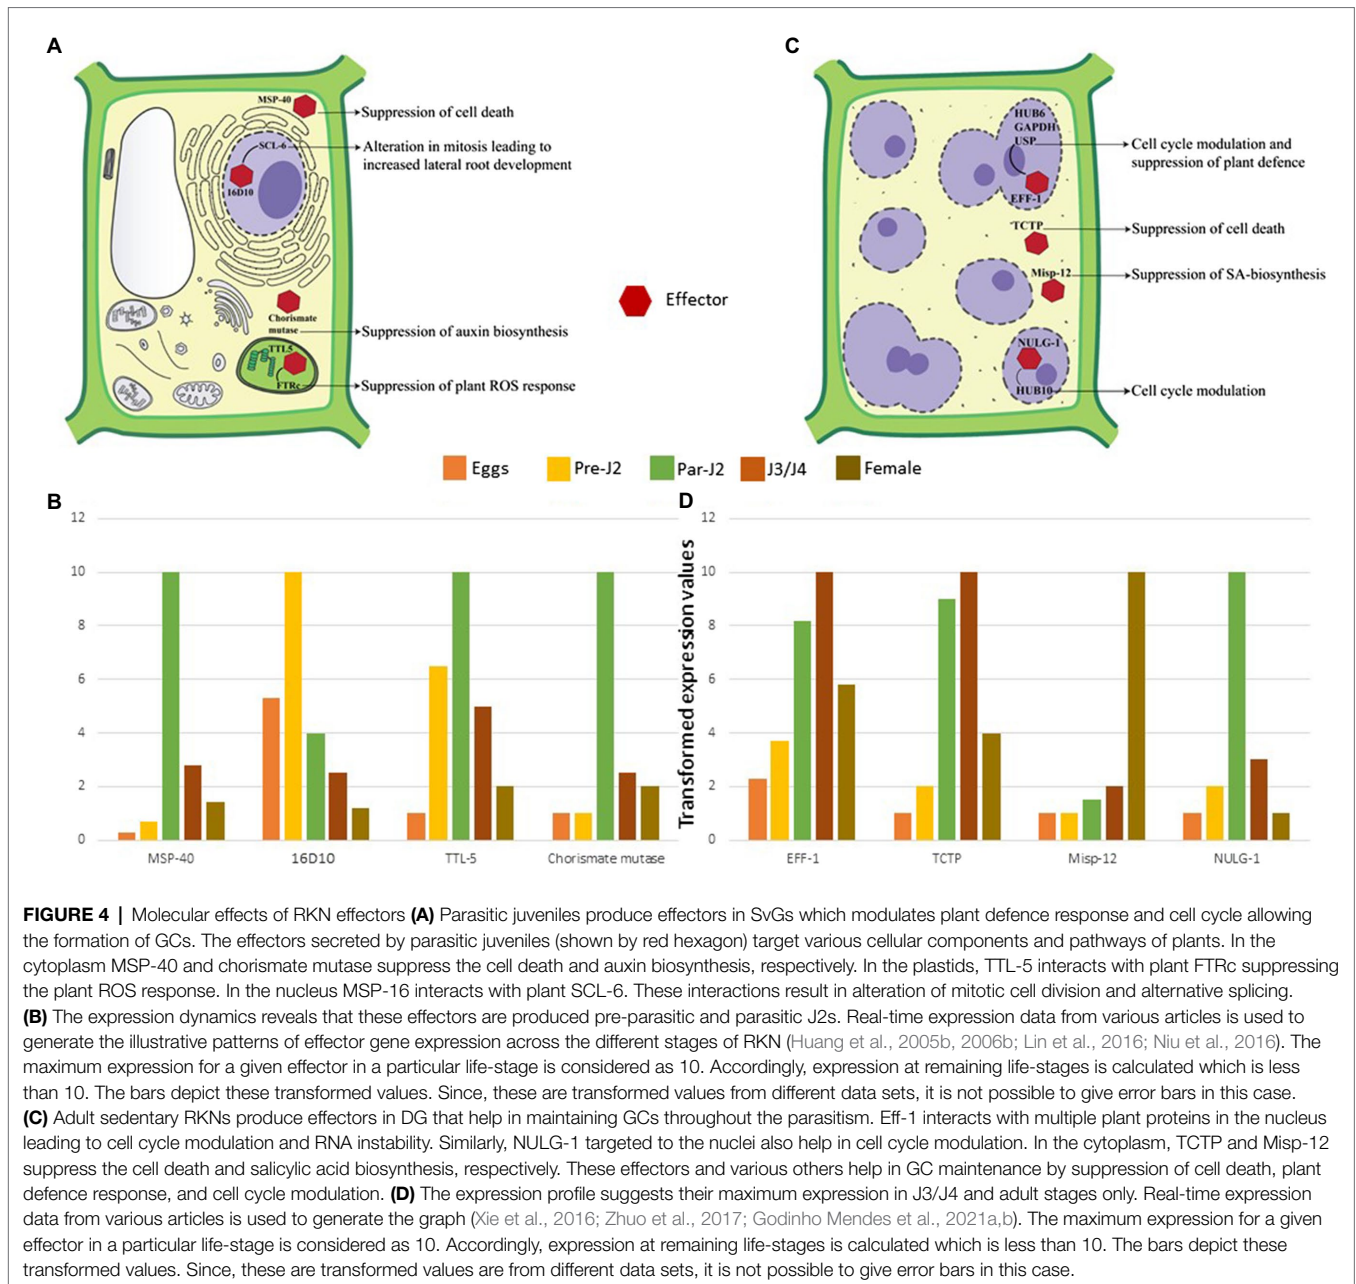 A
MSP-40
Suppression of cell death
SCL-6
Alteration in mitosis leading to
increased lateral root development
16D10
Chorismate
mutase
Suppression of auxin biosynthesis
TTL5
FTRc
Suppression of plant ROS response
Effector
C
HUB6
GAPDH
USP
Cell cycle modulation and
suppression of plant defence
EFF-1
TCTP
Suppression of cell death
Misp-12
Suppression of SA-biosynthesis
NULG-1
HUB10
Cell cycle modulation
Eggs
Pre-J2
Par-J2
J3/J4
Female
B
12
10
8
6
4
2
0
MSP-40
16D10
TTL-5
Chorismate mutase
D
Transformed expression values
12
10
8
6
4
2
0
EFF-1
TCTP
Misp-12
NULG-1
FIGURE 4 | Molecular effects of RKN effectors (A) Parasitic juveniles produce effectors in SvGs which modulates plant defence response and cell cycle allowing
the formation of GCs. The effectors secreted by parasitic juveniles (shown by red hexagon) target various cellular components and pathways of plants. In the
cytoplasm MSP-40 and chorismate mutase suppress the cell death and auxin biosynthesis, respectively. In the plastids, TTL-5 interacts with plant FTRc suppressing
the plant ROS response. In the nucleus MSP-16 interacts with plant SCL-6. These interactions result in alteration of mitotic cell division and alternative splicing.
(B) The expression dynamics reveals that these effectors are produced pre-parasitic and parasitic J2s. Real-time expression data from various articles is used to
generate the illustrative patterns of effector gene expression across the different stages of RKN (Huang et al., 2005b, 2006b; Lin et al., 2016; Niu et al., 2016). The
maximum expression for a given effector in a particular life-stage is considered as 10. Accordingly, expression at remaining life-stages is calculated which is less
than 10. The bars depict these transformed values. Since, these are transformed values from different data sets, it is not possible to give error bars in this case.
(C) Adult sedentary RKNs produce effectors in DG that help in maintaining GCs throughout the parasitism. Eff-1 interacts with multiple plant proteins in the nucleus
leading to cell cycle modulation and RNA instability. Similarly, NULG-1 targeted to the nuclei also help in cell cycle modulation. In the cytoplasm, TCTP and Misp-12
suppress the cell death and salicylic acid biosynthesis, respectively. These effectors and various others help in GC maintenance by suppression of cell death, plant
defence response, and cell cycle modulation. (D) The expression profile suggests their maximum expression in J3/J4 and adult stages only. Real-time expression
data from various articles is used to generate the graph (Xie et al., 2016; Zhuo et al., 2017; Godinho Mendes et al., 2021a,b). The maximum expression for a given
effector in a particular life-stage is considered as 10. Accordingly, expression at remaining life-stages is calculated which is less than 10. The bars depict these
transformed values. Since, these are transformed values are from different data sets, it is not possible to give error bars in this case.